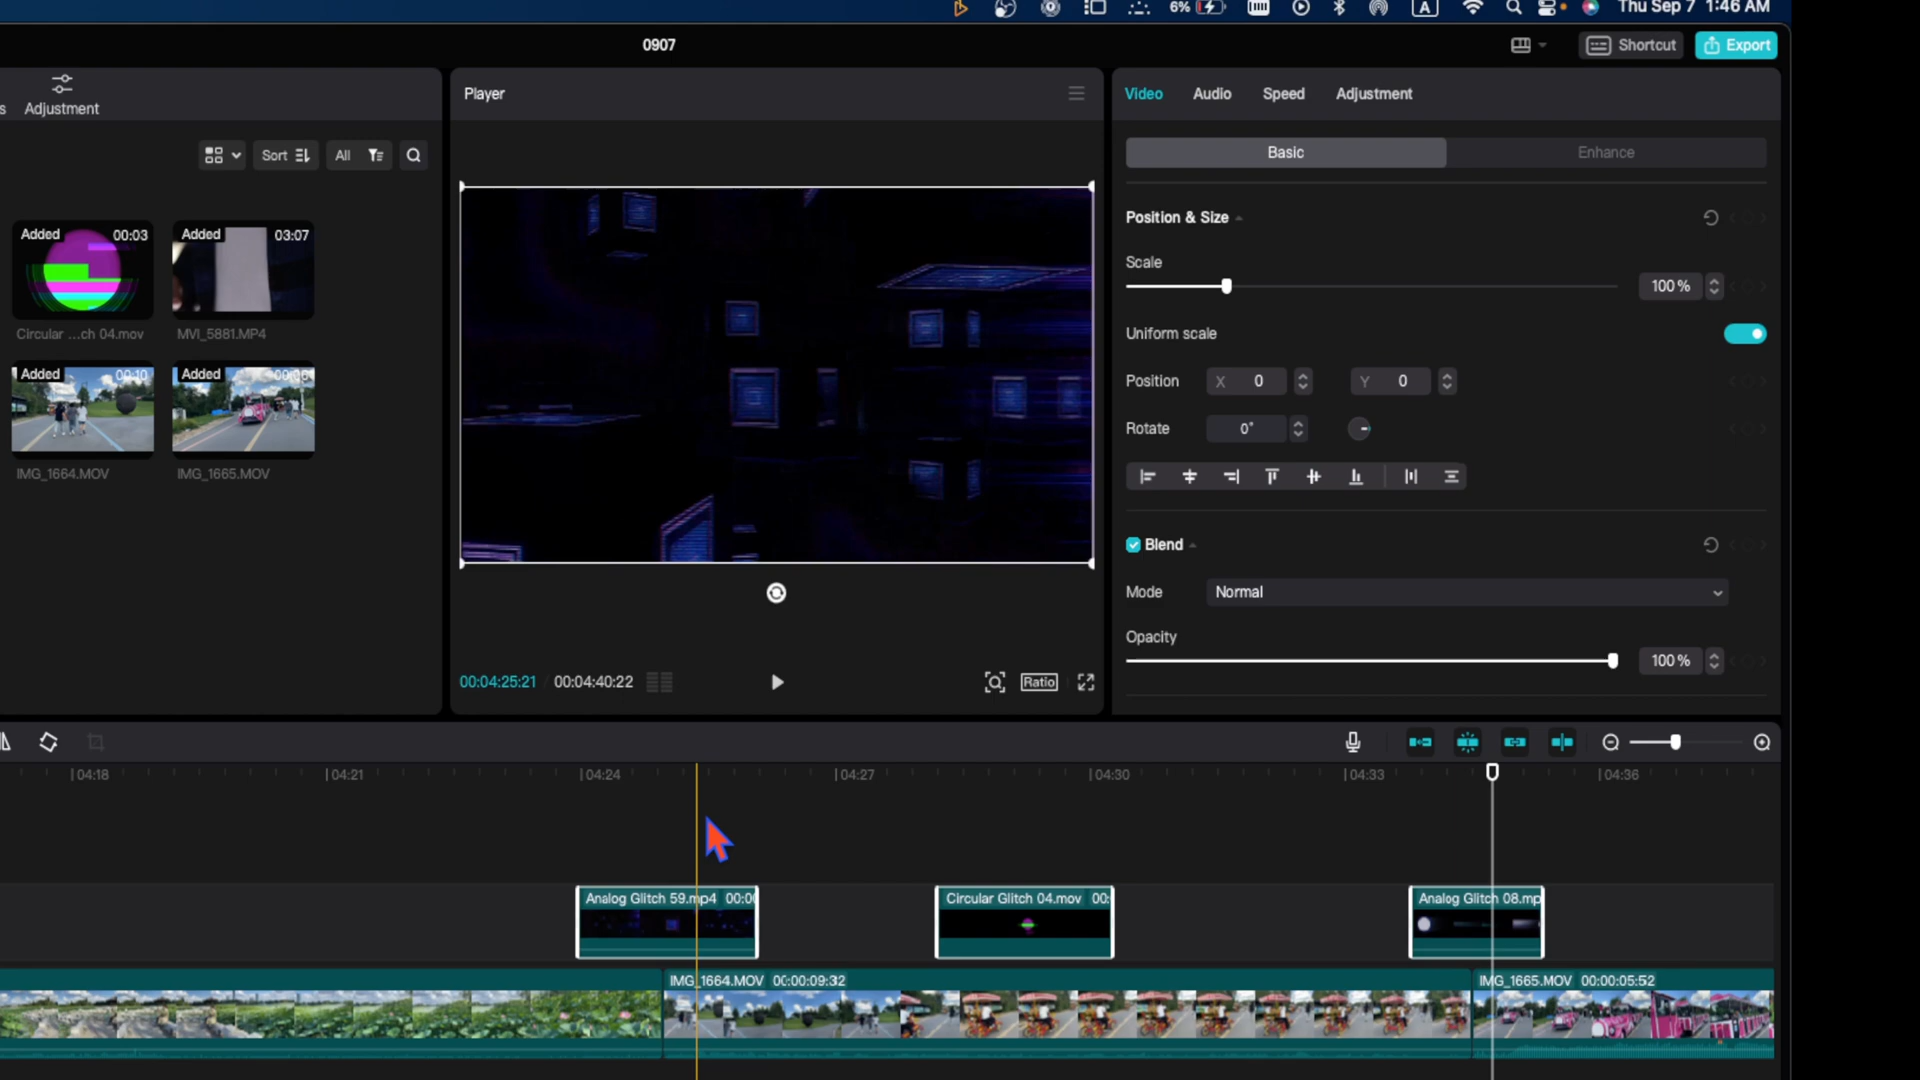 6%
A
Thu Sep 7 1:46 AM
0907
Shortcut
Export
s
Adjustment
Player
Video
Audio
Speed
Adjustment
Sort
All
Basic
Enhance
Position & Size
Added
00:03
Added
03:07
Scale
100%
Circular ...ch 04.mov
MVI_5881.MP4
Uniform scale
Added
00:10
Added
Position
X 0
Y 0
Rotate
0°
IMG_1664.MOV
IMG_1665.MOV
Blend
Mode
Normal
Opacity
100%
00:04:25:21
00:04:40:22
Ratio
04:18
04:21
04:24
04:27
04:30
04:33
04:36
Analog Glitch 59.mp4 00:00
Circular Glitch 04.mov 00:
Analog Glitch 08.mp
IMG_1664.MOV 00:00:09:32
IMG_1665.MOV 00:00:05:52